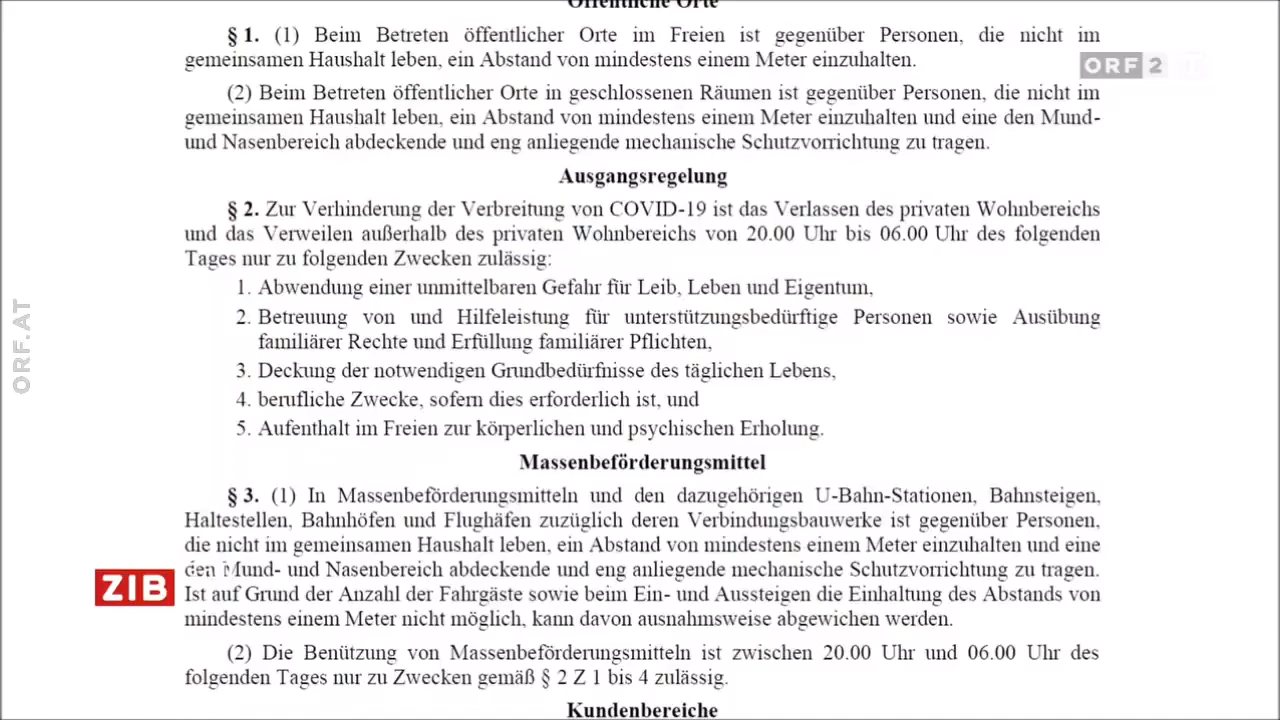 Öffentliche Orte
§ 1. (1) Beim Betreten öffentlicher Orte im Freien ist gegenüber Personen, die nicht im
gemeinsamen Haushalt leben, ein Abstand von mindestens einem Meter einzuhalten.
ORF 2
(2) Beim Betreten öffentlicher Orte in geschlossenen Räumen ist gegenüber Personen, die nicht im
gemeinsamen Haushalt leben, ein Abstand von mindestens einem Meter einzuhalten und eine den Mund-
und Nasenbereich abdeckende und eng anliegende mechanische Schutzvorrichtung zu tragen.
Ausgangsregelung
§ 2. Zur Verhinderung der Verbreitung von COVID-19 ist das Verlassen des privaten Wohnbereichs
und das Verweilen außerhalb des privaten Wohnbereichs von 20.00 Uhr bis 06.00 Uhr des folgenden
Tages nur zu folgenden Zwecken zulässig:
1. Abwendung einer unmittelbaren Gefahr für Leib, Leben und Eigentum,
2. Betreuung von und Hilfeleistung für unterstützungsbedürftige Personen sowie Ausübung
familiärer Rechte und Erfüllung familiärer Pflichten,
3. Deckung der notwendigen Grundbedürfnisse des täglichen Lebens,
4. berufliche Zwecke, sofern dies erforderlich ist, und
5. Aufenthalt im Freien zur körperlichen und psychischen Erholung.
ORF.AT
Massenbeförderungsmittel
§ 3. (1) In Massenbeförderungsmitteln und den dazugehörigen U-Bahn-Stationen, Bahnsteigen,
Haltestellen, Bahnhöfen und Flughäfen zuzüglich deren Verbindungsbauwerke ist gegenüber Personen,
die nicht im gemeinsamen Haushalt leben, ein Abstand von mindestens einem Meter einzuhalten und eine
den Mund- und Nasenbereich abdeckende und eng anliegende mechanische Schutzvorrichtung zu tragen.
Ist auf Grund der Anzahl der Fahrgäste sowie beim Ein- und Aussteigen die Einhaltung des Abstands von
mindestens einem Meter nicht möglich, kann davon ausnahmsweise abgewichen werden.
ZIB
(2) Die Benützung von Massenbeförderungsmitteln ist zwischen 20.00 Uhr und 06.00 Uhr des
folgenden Tages nur zu Zwecken gemäß § 2 Z 1 bis 4 zulässig.
Kundenbereiche